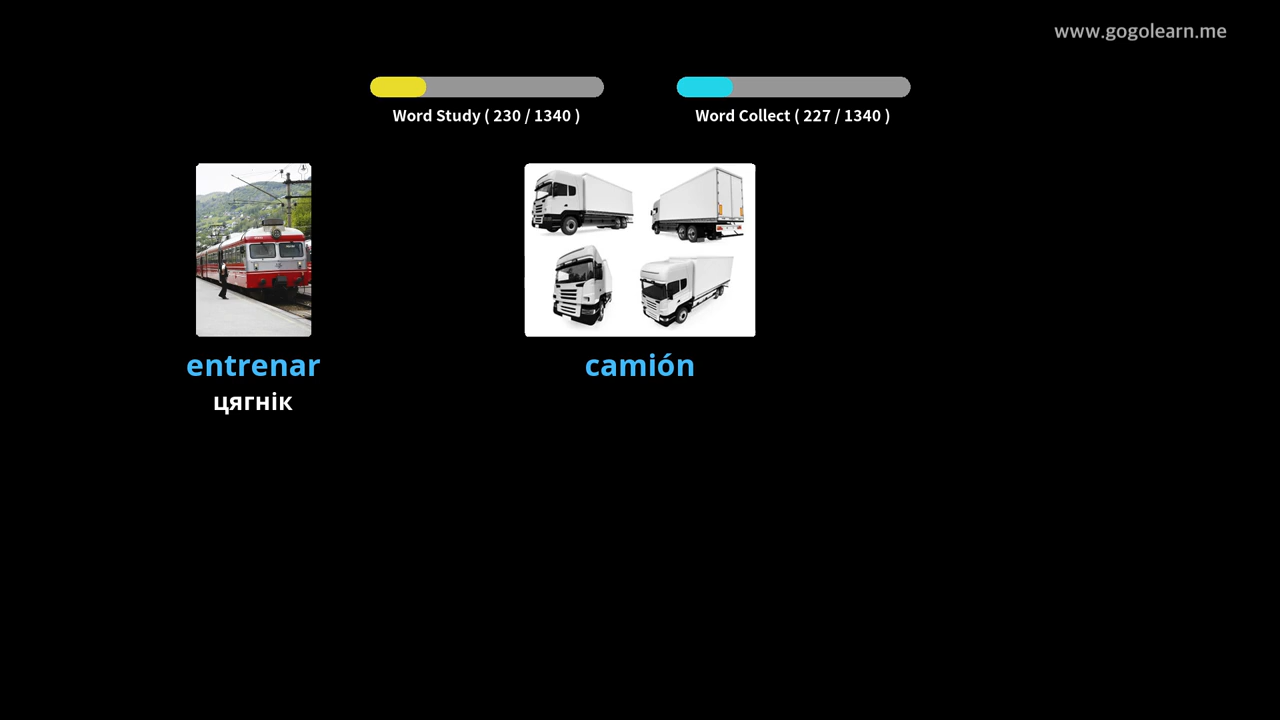 www.gogolearn.me
Word Study ( 230 / 1340 )
Word Collect ( 227 / 1340 )
entrenar
цягнік
camión